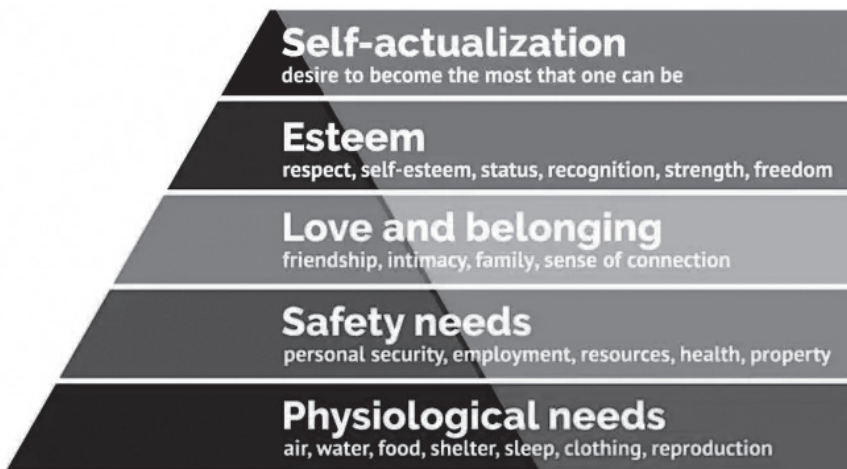 Self-actualization
desire to become the most that one can be
Esteem
respect, self-esteem, status, recognition, strength, freedom
Love and belonging
friendship, intimacy, family, sense of connection
Safety needs
personal security, employment, resources, health, property
Physiological needs
air, water, food, shelter, sleep, clothing, reproduction